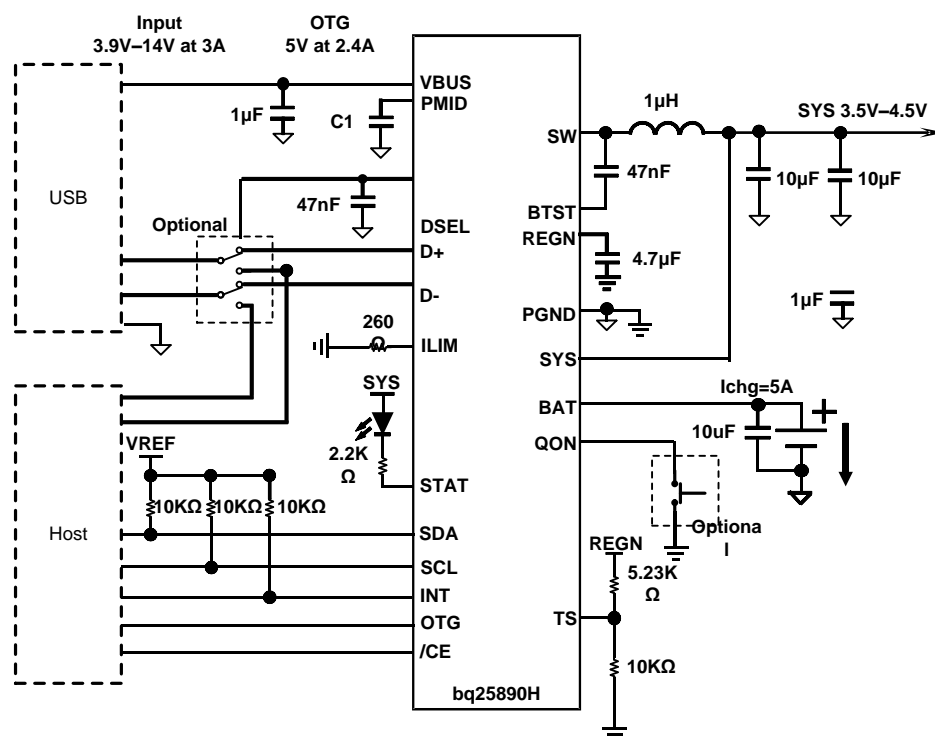 Input
3.9V–14V at 3A
OTG
5V at 2.4A
VBUS
PMID
1µF
C1
1µH
SYS 3.5V–4.5V
SW
47nF
10µF
10µF
USB
47nF
BTST
Optional
DSEL
REGN
D+
4.7µF
D-
1µF
PGND
260
Ω
ILIM
SYS
SYS
Ichg=5A
BAT
+
10uF
VREF
QON
2.2K
Ω
STAT
10KΩ
10KΩ
10KΩ
Host
SDA
REGN
Optiona
l
SCL
5.23K
Ω
INT
OTG
TS
/CE
10KΩ
bq25890H